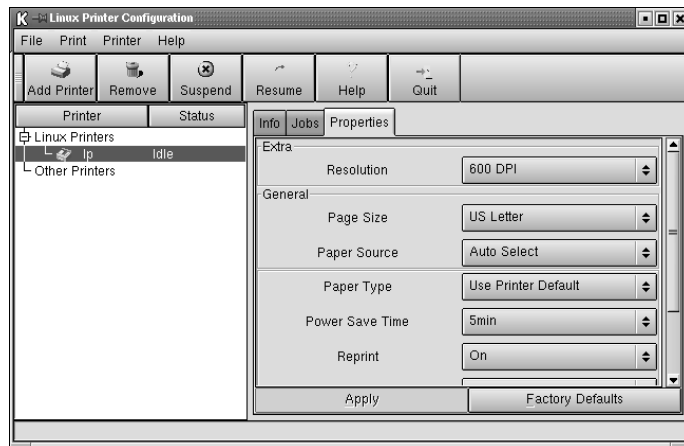 Linux Printer Configuration
File Print Printer Help
Add Printer Remove Suspend Resume Help Quit
Printer Status
Linux Printers
lp Idle
Other Printers
Info Jobs Properties
Extra
Resolution 600 DPI
General
Page Size US Letter
Paper Source Auto Select
Paper Type Use Printer Default
Power Save Time 5min
Reprint On
Apply Factory Defaults